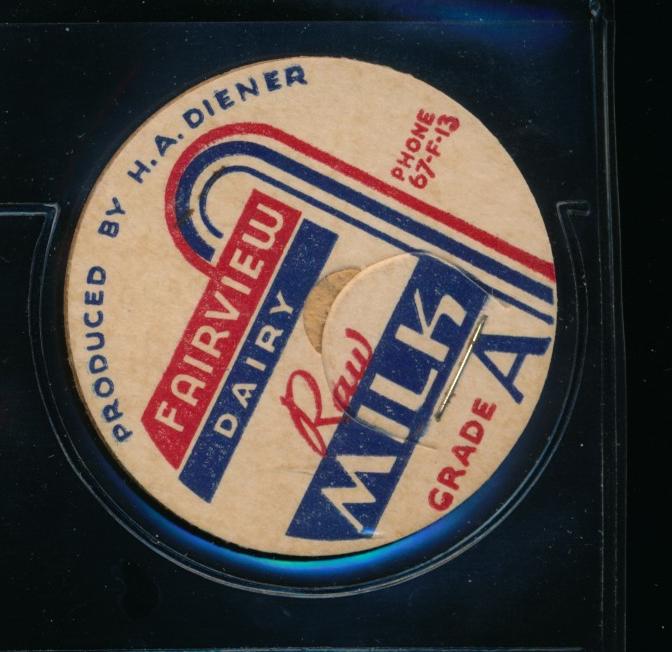 PRODUCED BY H.A. DIENER
PHONE
67-F-13
FAIRVIEW
DAIRY
Raw
MILK
GRADE A